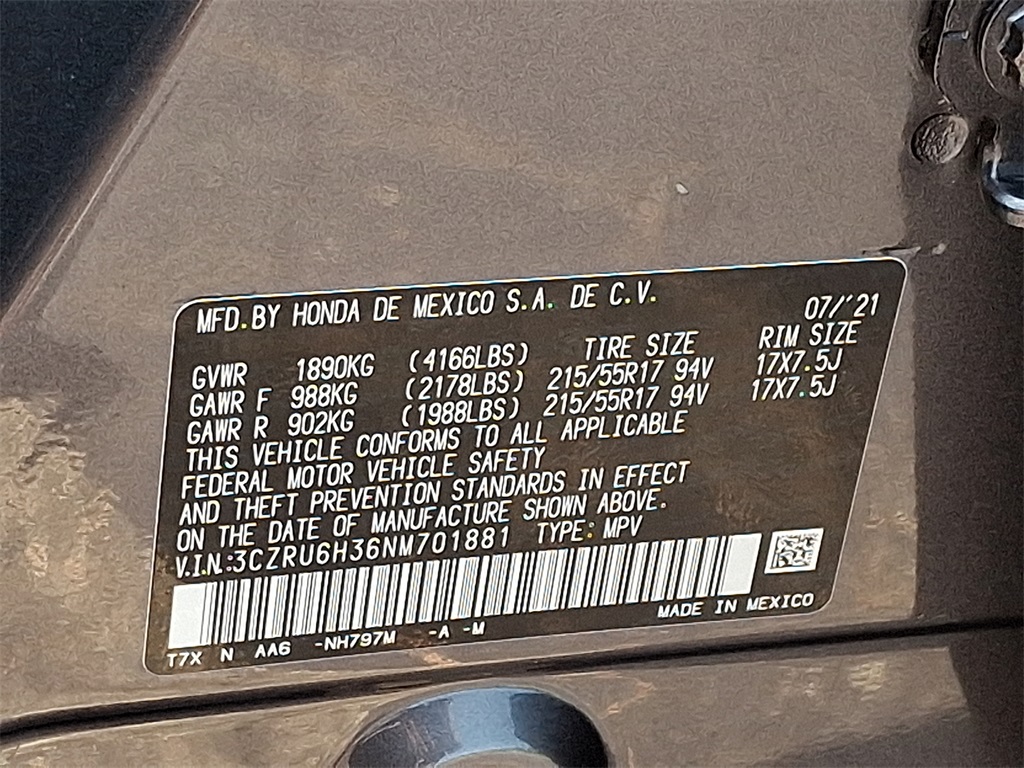 MFD.BY HONDA DE MEXICO S.A. DE C.V.
07/'21
GVWR 1890KG (4166LBS) TIRE SIZE RIM SIZE
GAWR F 988KG (2178LBS) 215/55R17 94V 17X7.5J
GAWR R 902KG (1988LBS) 215/55R17 94V 17X7.5J
THIS VEHICLE CONFORMS TO ALL APPLICABLE
FEDERAL MOTOR VEHICLE SAFETY
AND THEFT PREVENTION STANDARDS IN EFFECT
ON THE DATE OF MANUFACTURE SHOWN ABOVE.
V.I.N.:3CZRU6H36NM701881 TYPE: MPV
MADE IN MEXICO
T7X N AA6 -NH797M -A -M